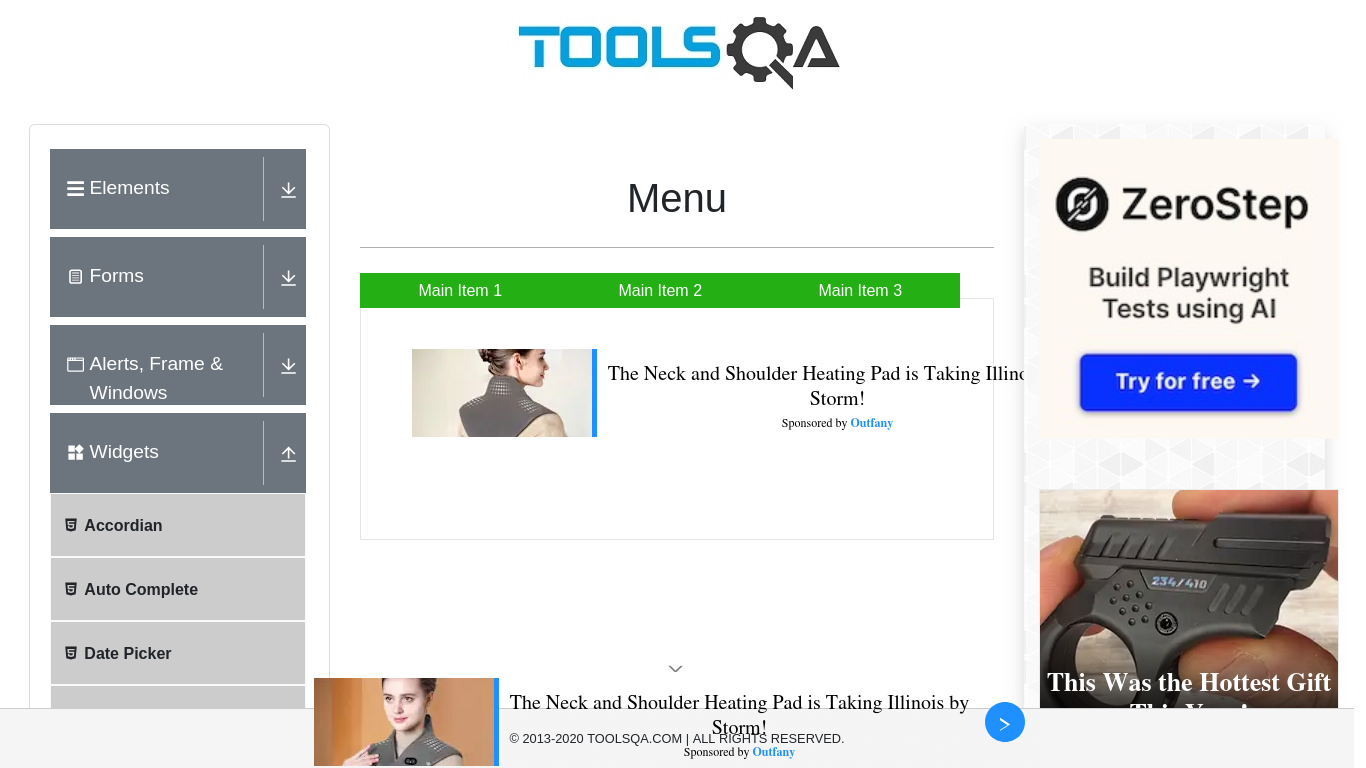 TOOLSQA
Elements
Forms
Alerts, Frame &
Windows
Widgets
Accordian
Auto Complete
Date Picker
Menu
Main Item 1
Main Item 2
Main Item 3
The Neck and Shoulder Heating Pad is Taking Illino
Storm!
Sponsored by Outfany
ZeroStep
Build Playwright
Tests using AI
Try for free →
234/410
This Was the Hottest Gift
The Neck and Shoulder Heating Pad is Taking Illinois by
Storm!
© 2013-2020 TOOLSQA.COM | ALL RIGHTS RESERVED.
Sponsored by Outfany